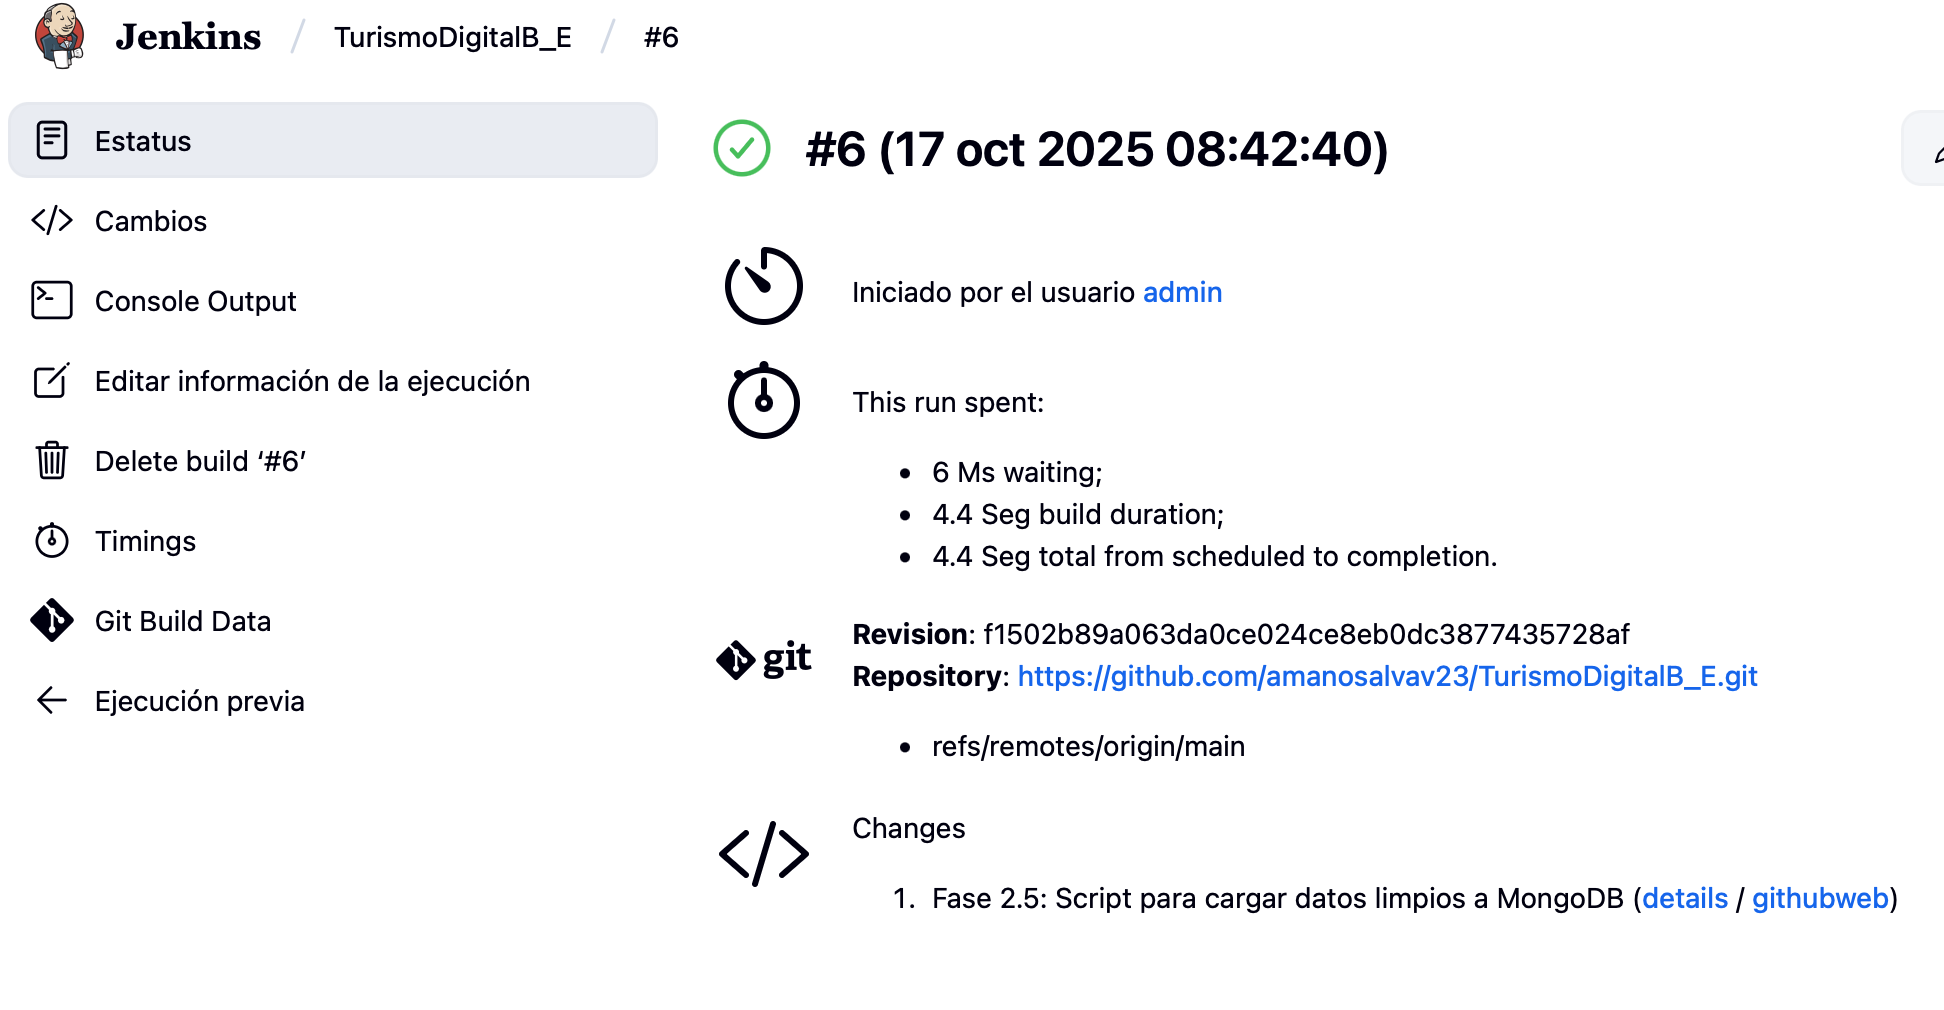 Jenkins / TurismoDigitalB_E / #6
Estatus
Cambios
Console Output
Editar información de la ejecución
Delete build ‘#6’
Timings
Git Build Data
Ejecución previa
#6 (17 oct 2025 08:42:40)
Iniciado por el usuario admin
This run spent:
• 6 Ms waiting;
• 4.4 Seg build duration;
• 4.4 Seg total from scheduled to completion.
git
Revision: f1502b89a063da0ce024ce8eb0dc3877435728af
Repository: https://github.com/amanosalvav23/TurismoDigitalB_E.git
• refs/remotes/origin/main
Changes
1. Fase 2.5: Script para cargar datos limpios a MongoDB (details / githubweb)